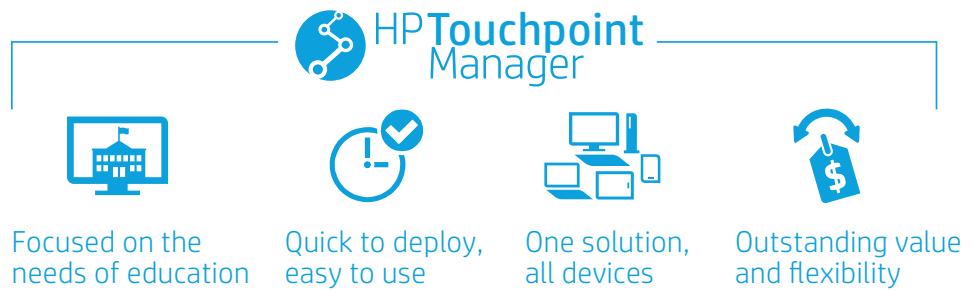 HP Touchpoint
Manager
Focused on the
needs of education
Quick to deploy,
easy to use
One solution,
all devices
$
Outstanding value
and flexibility